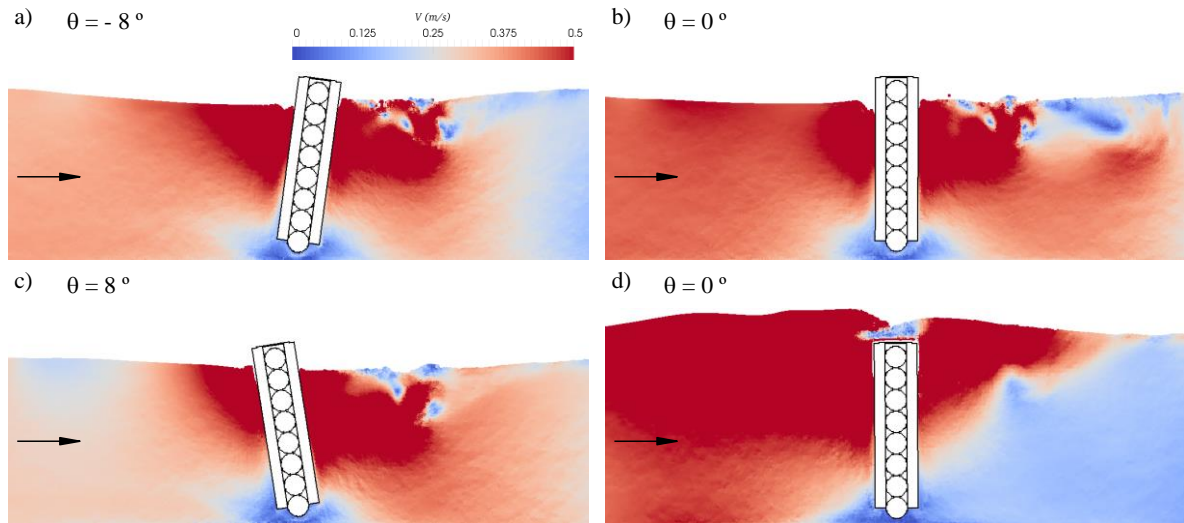 a) θ = - 8 º
V (m/s)
0 0.125 0.25 0.375 0.5
b) θ = 0 º
c) θ = 8 º
d) θ = 0 º